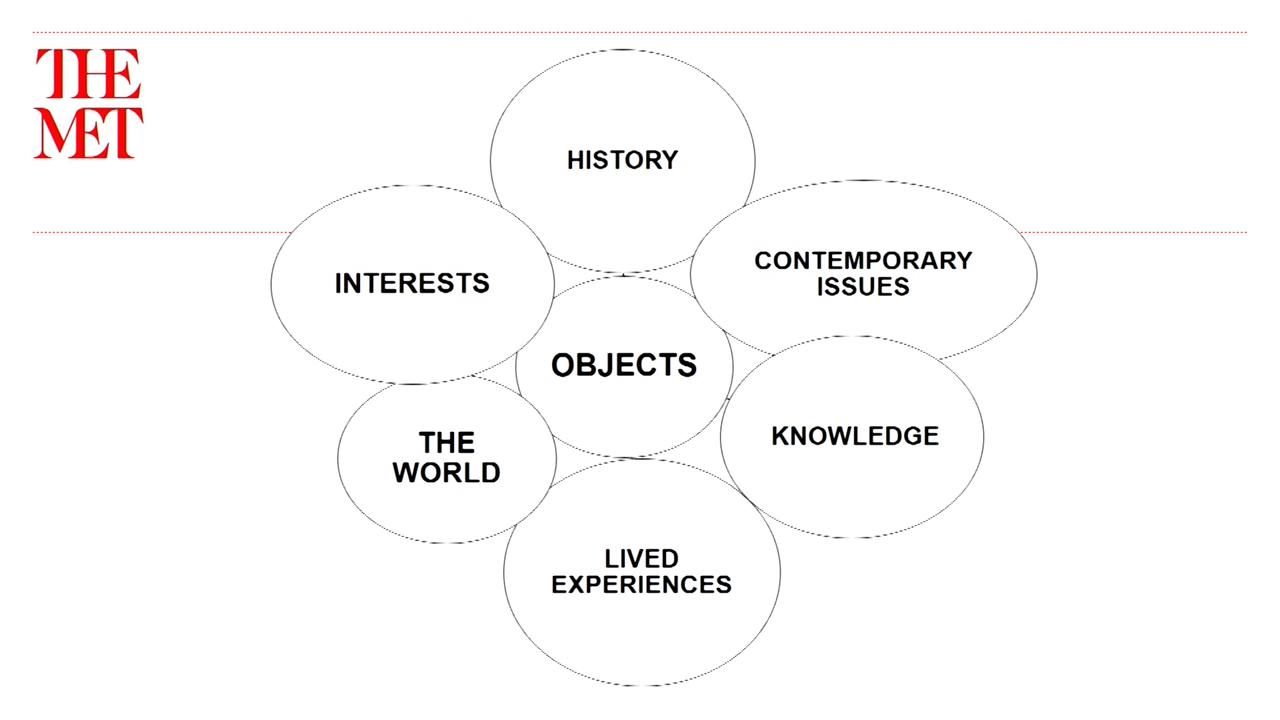 THE
MET
HISTORY
CONTEMPORARY
ISSUES
INTERESTS
OBJECTS
KNOWLEDGE
THE
WORLD
LIVED
EXPERIENCES